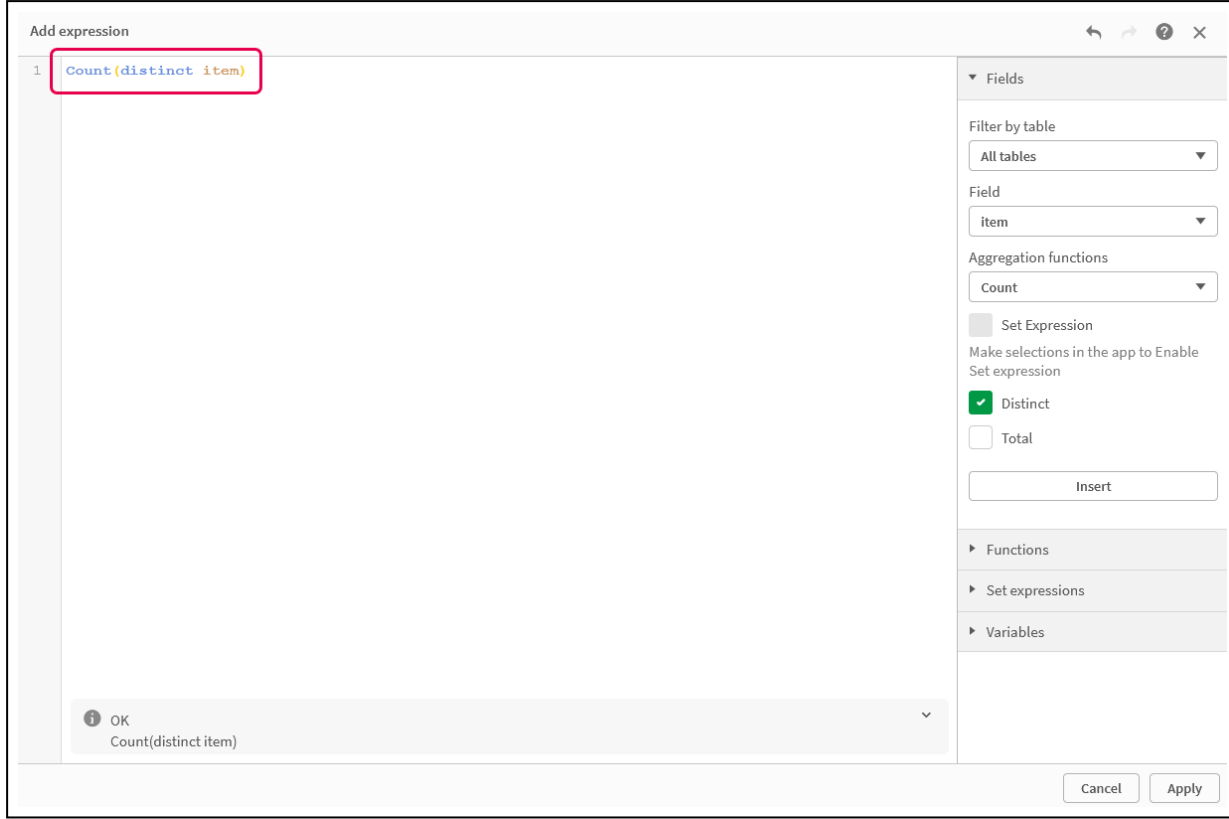 Add expression
1 Count(distinct item)
Fields
Filter by table
All tables
Field
item
Aggregation functions
Count
Set Expression
Make selections in the app to Enable
Set expression
Distinct
Total
Insert
Functions
Set expressions
Variables
OK
Count(distinct item)
Cancel Apply